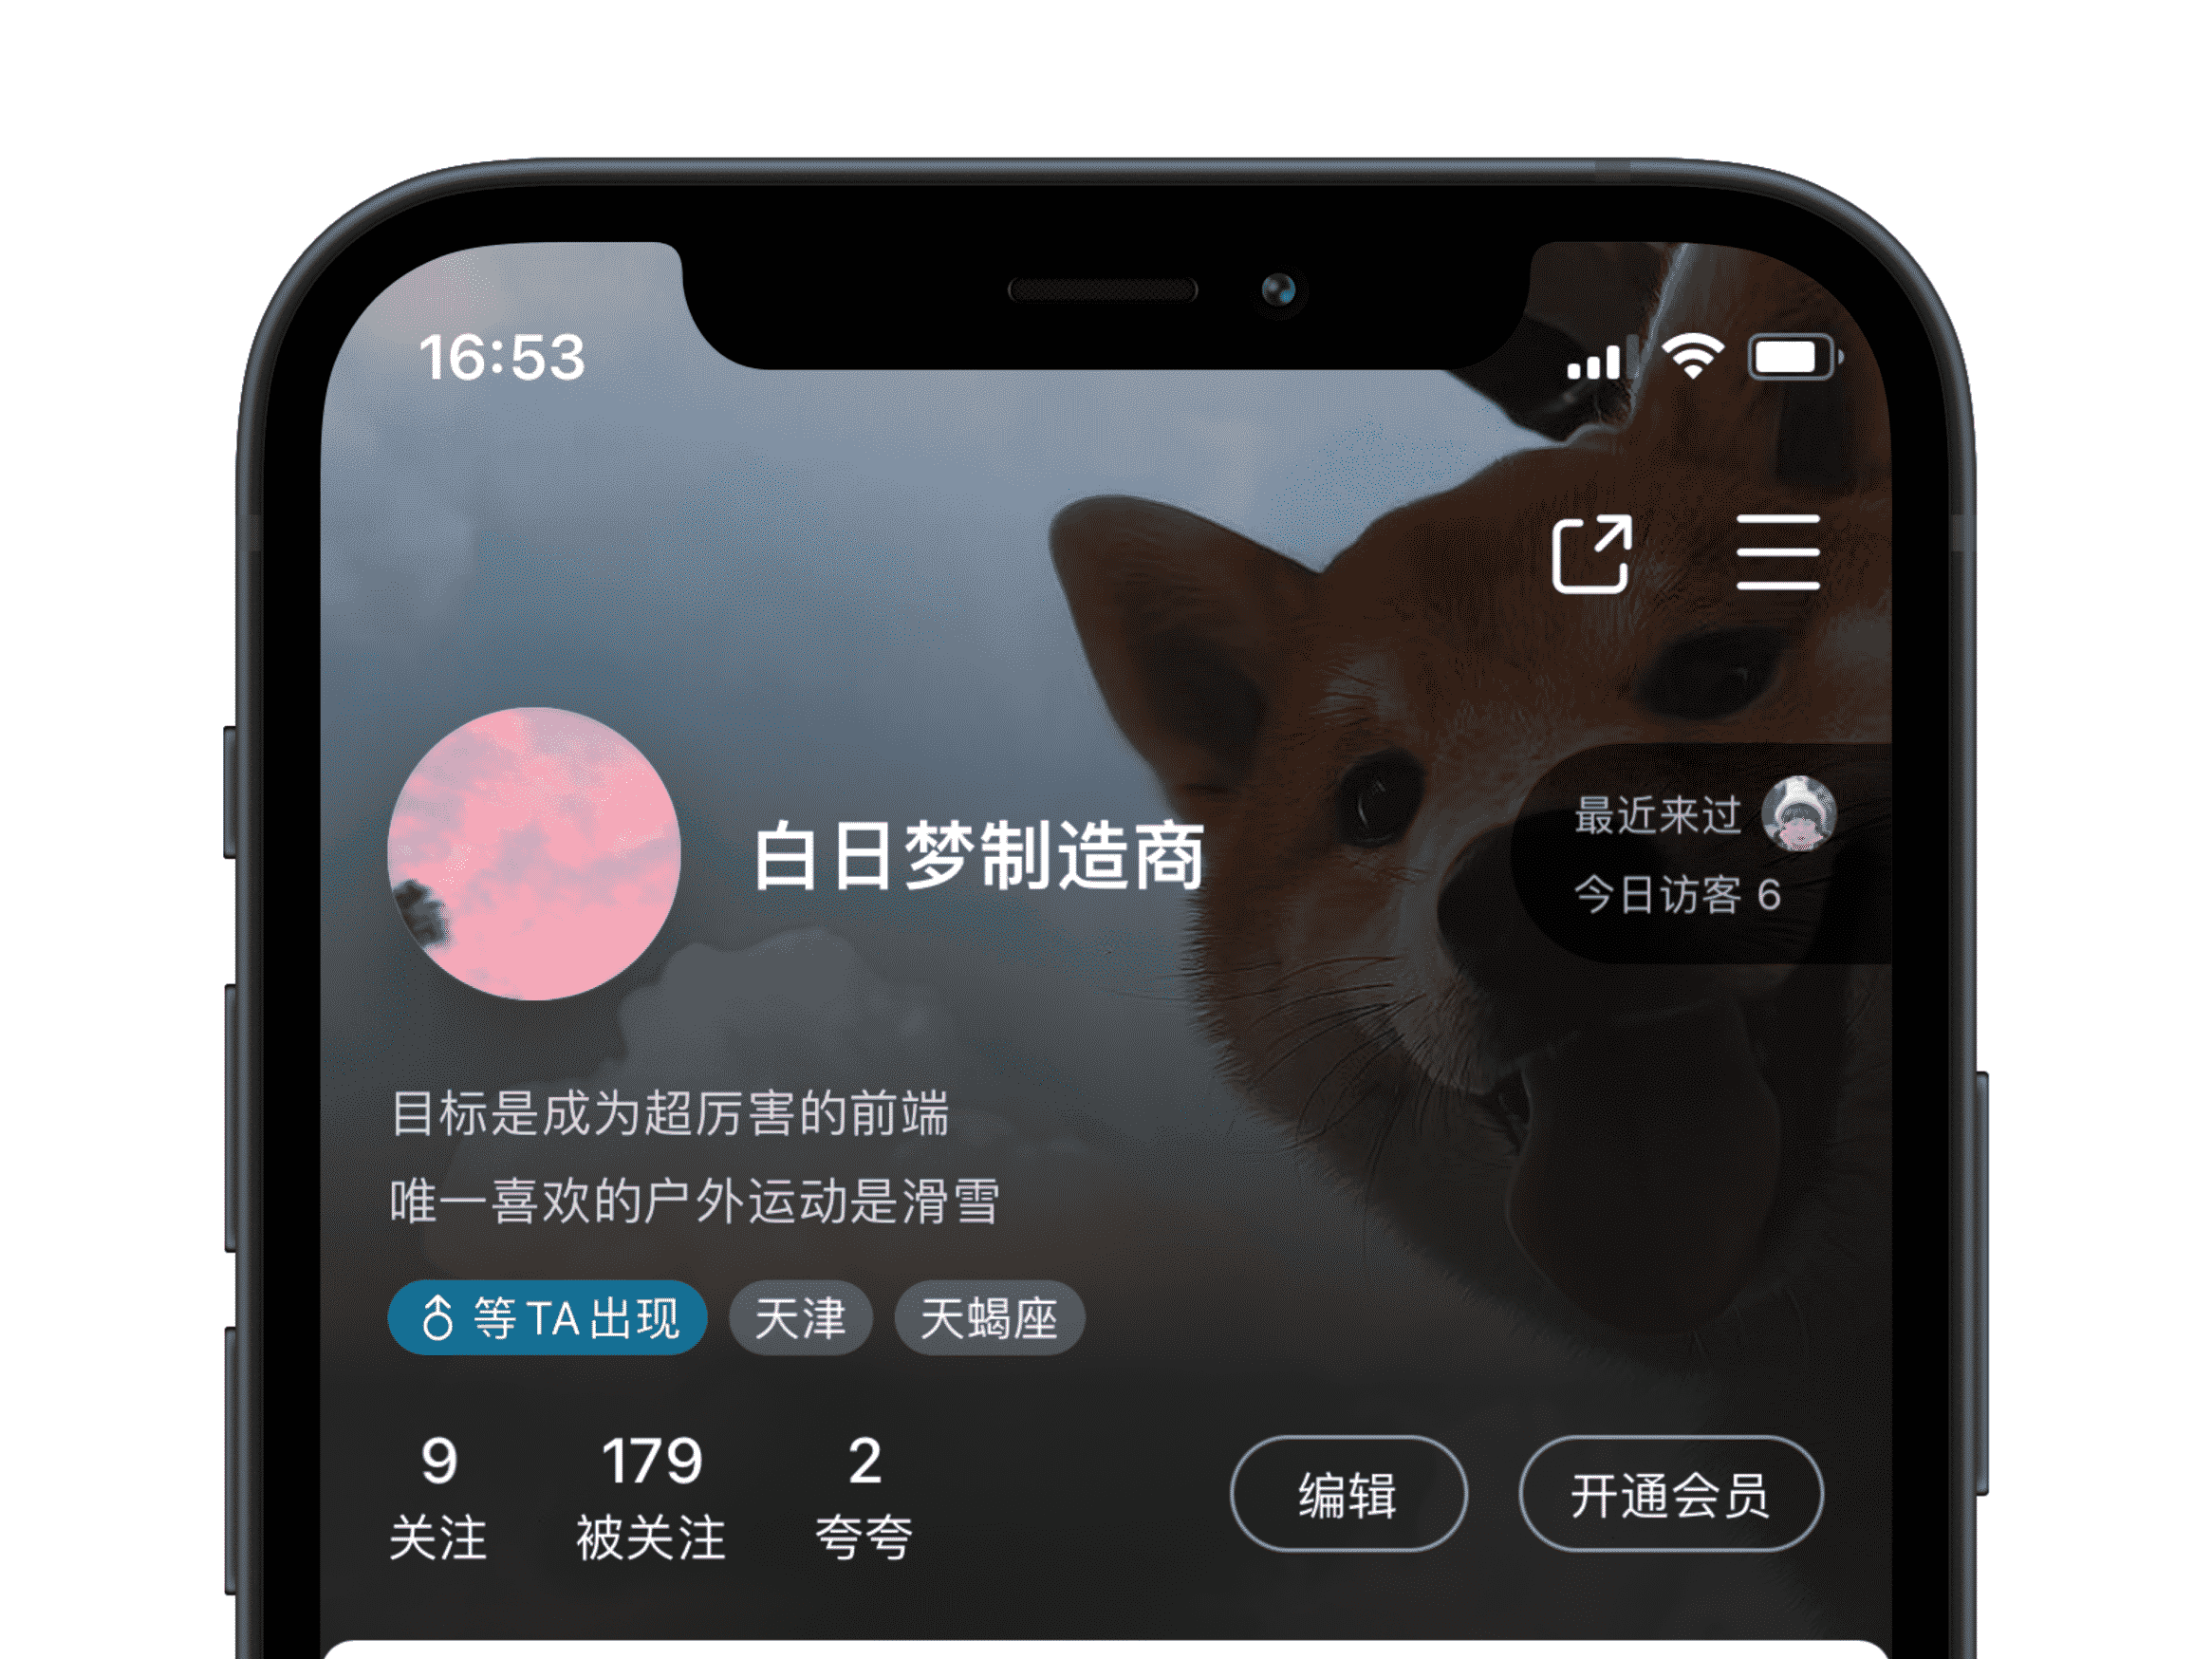 16:53
最近来过
今日访客 6
白日梦制造商
目标是成为超厉害的前端
唯一喜欢的户外运动是滑雪
等TA出现 天津 天蝎座
9 179 2
关注 被关注 夸夸
编辑 开通会员